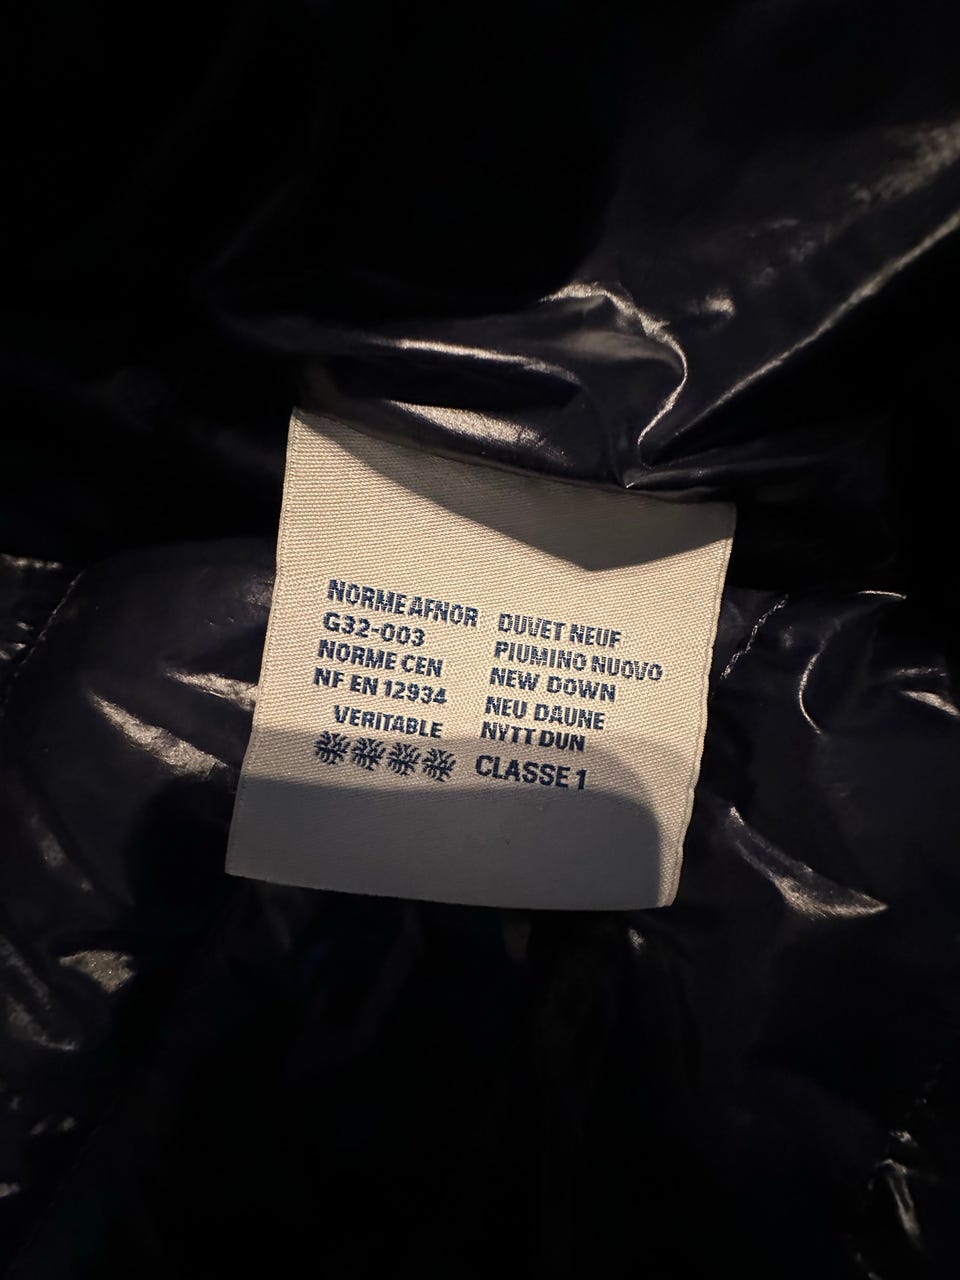 NORME AFNOR
G32-003
NORME CEN
NF EN 12934
VERITABLE
DUVET NEUF
PIUMINO NUOVO
NEW DOWN
NEU DAUNE
NYTT DUN
CLASSE 1